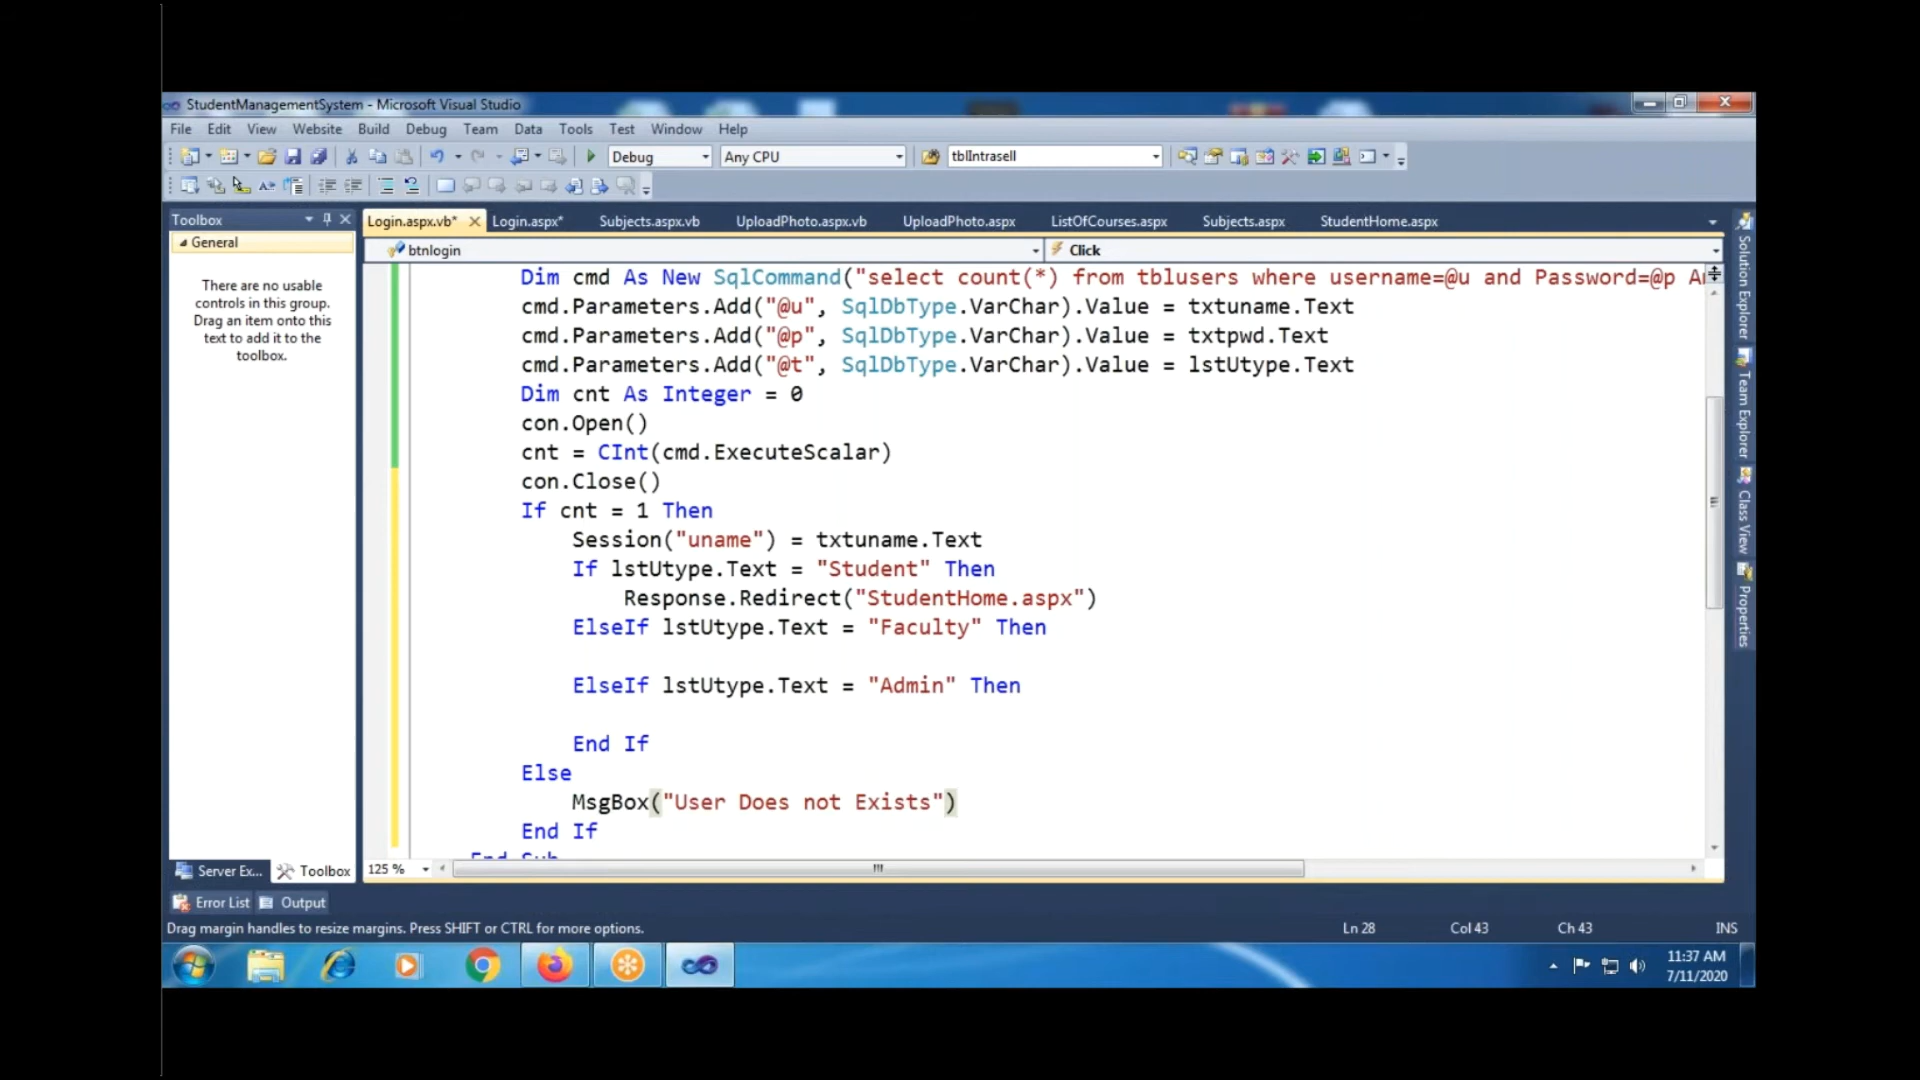 StudentManagementSystem - Microsoft Visual Studio
File Edit View Website Build Debug Team Data Tools Test Window Help
Debug Any CPU tblIntrasell
Toolbox
Login.aspx.vb* Login.aspx* Subjects.aspx.vb UploadPhoto.aspx.vb UploadPhoto.aspx ListOfCourses.aspx Subjects.aspx StudentHome.aspx
General
btnlogin Click
There are no usable
controls in this group.
Drag an item onto this
text to add it to the
toolbox.
Dim cmd As New SqlCommand("select count(*) from tblusers where username=@u and Password=@p
cmd.Parameters.Add("@u", SqlDbType.VarChar).Value = txtuname.Text
cmd.Parameters.Add("@p", SqlDbType.VarChar).Value = txtpwd.Text
cmd.Parameters.Add("@t", SqlDbType.VarChar).Value = lstUtype.Text
Dim cnt As Integer = 0
con.Open()
cnt = CInt(cmd.ExecuteScalar)
con.Close()
If cnt = 1 Then
Session("uname") = txtuname.Text
If lstUtype.Text = "Student" Then
Response.Redirect("StudentHome.aspx")
ElseIf lstUtype.Text = "Faculty" Then
ElseIf lstUtype.Text = "Admin" Then
End If
Else
MsgBox("User Does not Exists")
End If
End Sub
Solution Explorer
Team Explorer
Class View
Properties
Server Ex... Toolbox
125 %
Error List Output
Drag margin handles to resize margins. Press SHIFT or CTRL for more options.
Ln 28 Col 43 Ch 43 INS
11:37 AM
7/11/2020